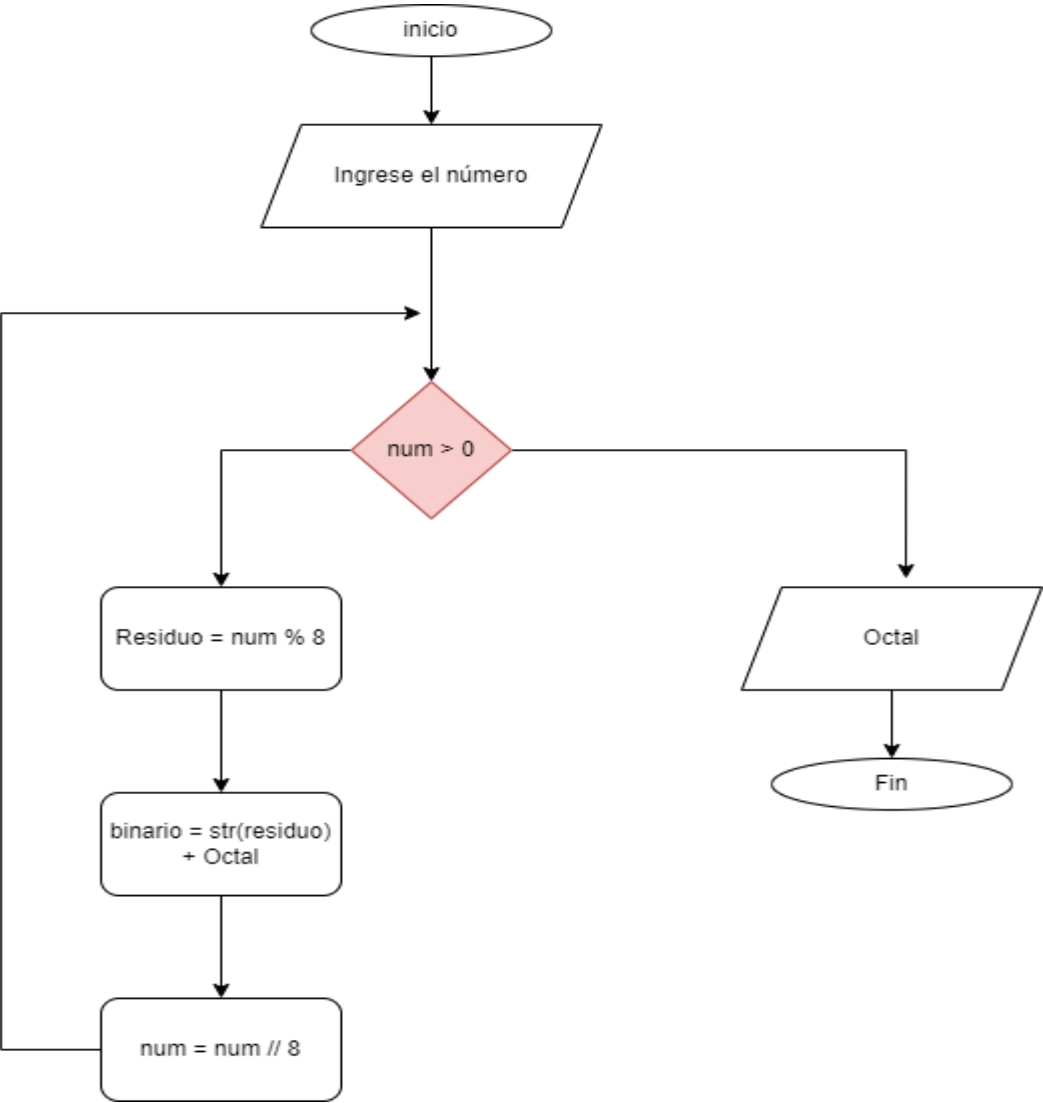 inicio
Ingrese el número
num > 0
Residuo = num % 8
binario = str(residuo)
+ Octal
num = num // 8
Octal
Fin